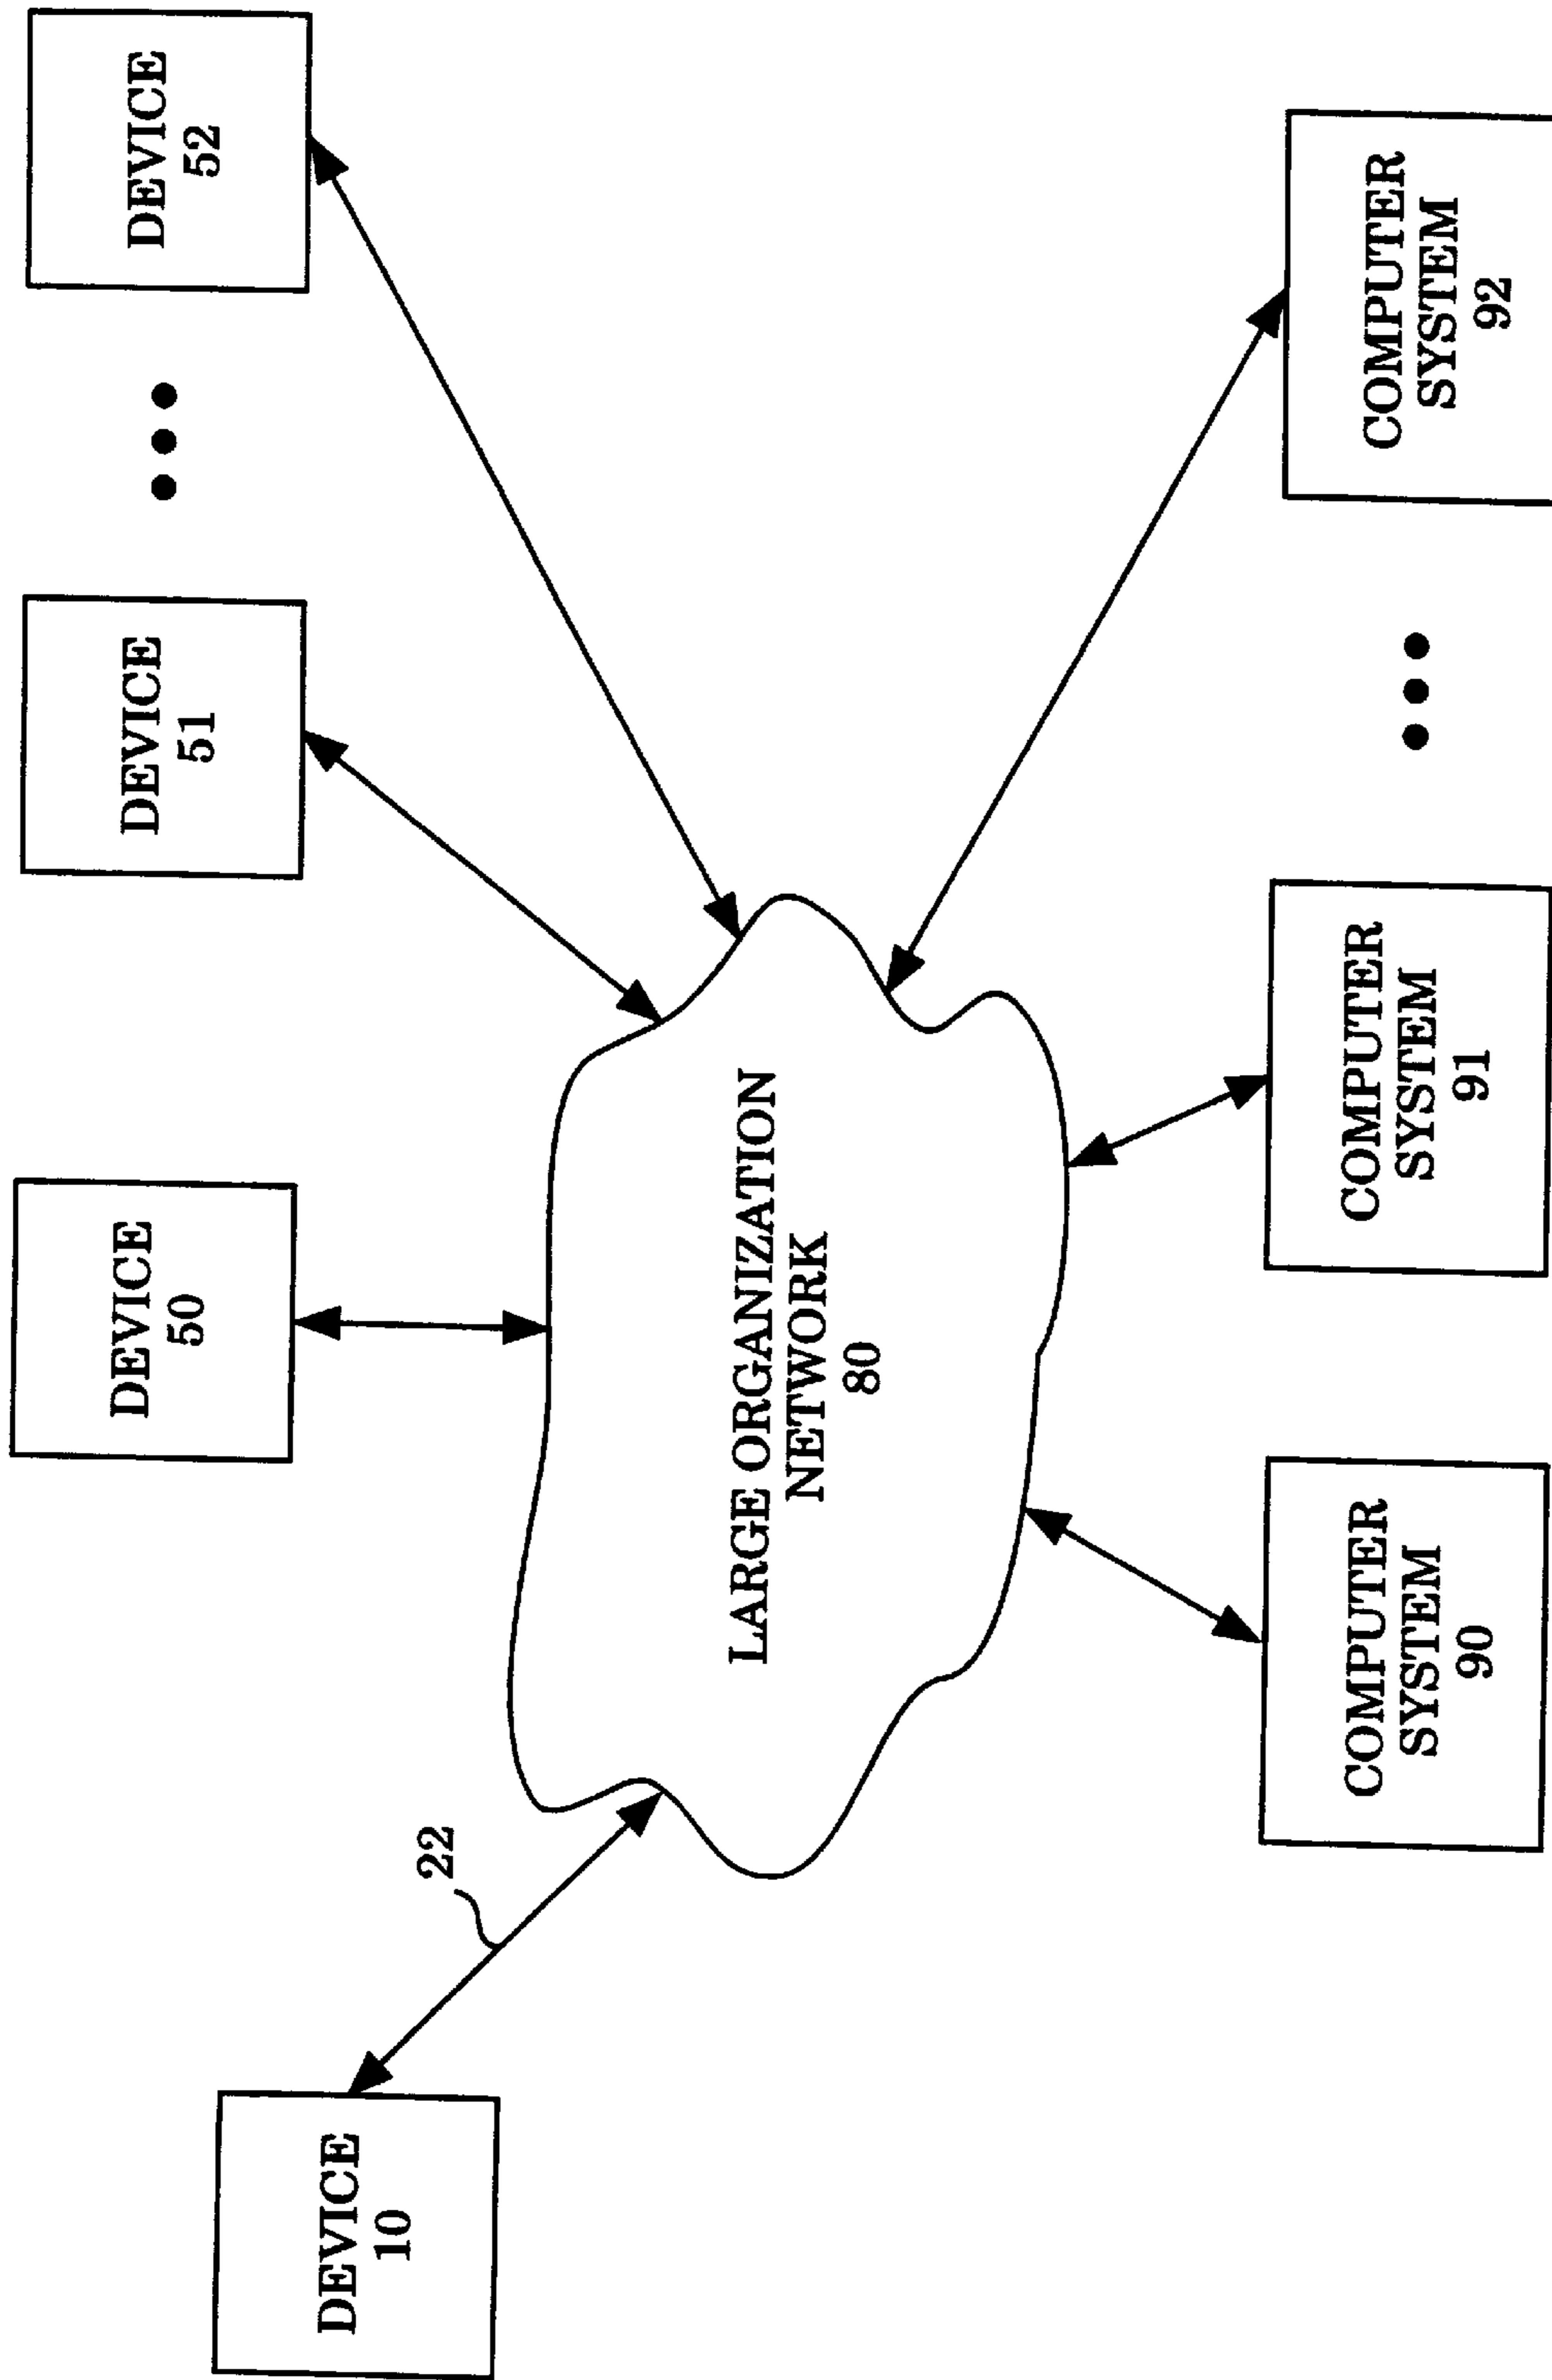 DEVICE
50
DEVICE
51
DEVICE
52
DEVICE
10
22
LARGE ORGANIZATION
NETWORK
80
COMPUTER
SYSTEM
90
COMPUTER
SYSTEM
91
COMPUTER
SYSTEM
92